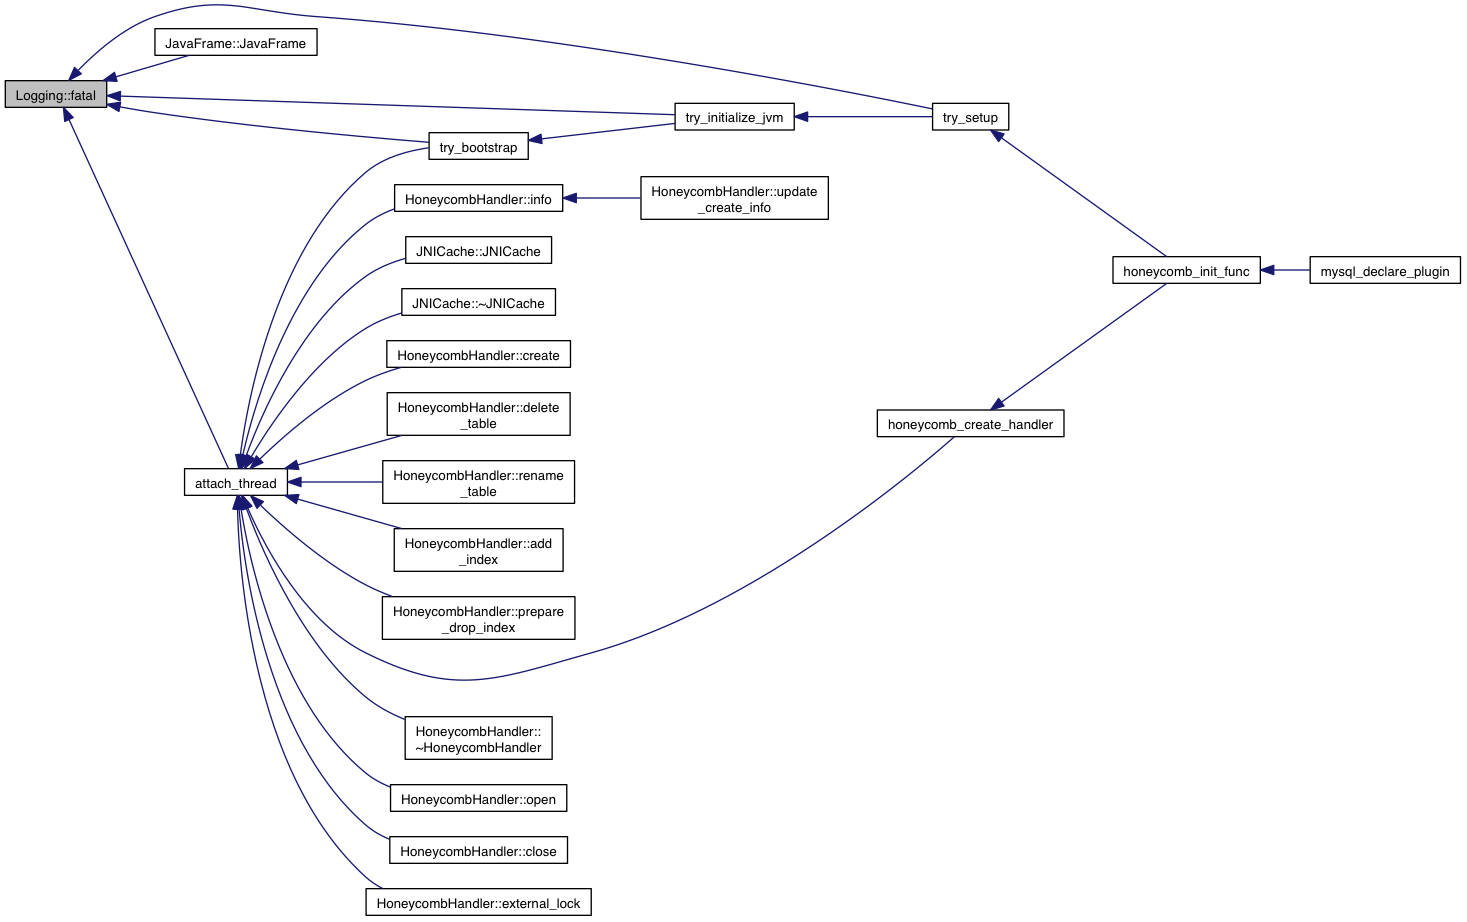 JavaFrame::JavaFrame
Logging::fatal
try_initialize_jvm
try_setup
try_bootstrap
HoneycombHandler::info
HoneycombHandler::update
_create_info
JNICache::JNICache
honeycomb_init_func
mysql_declare_plugin
JNICache::~JNICache
HoneycombHandler::create
HoneycombHandler::delete
_table
honeycomb_create_handler
attach_thread
HoneycombHandler::rename
_table
HoneycombHandler::add
_index
HoneycombHandler::prepare
_drop_index
HoneycombHandler::
~HoneycombHandler
HoneycombHandler::open
HoneycombHandler::close
HoneycombHandler::external_lock